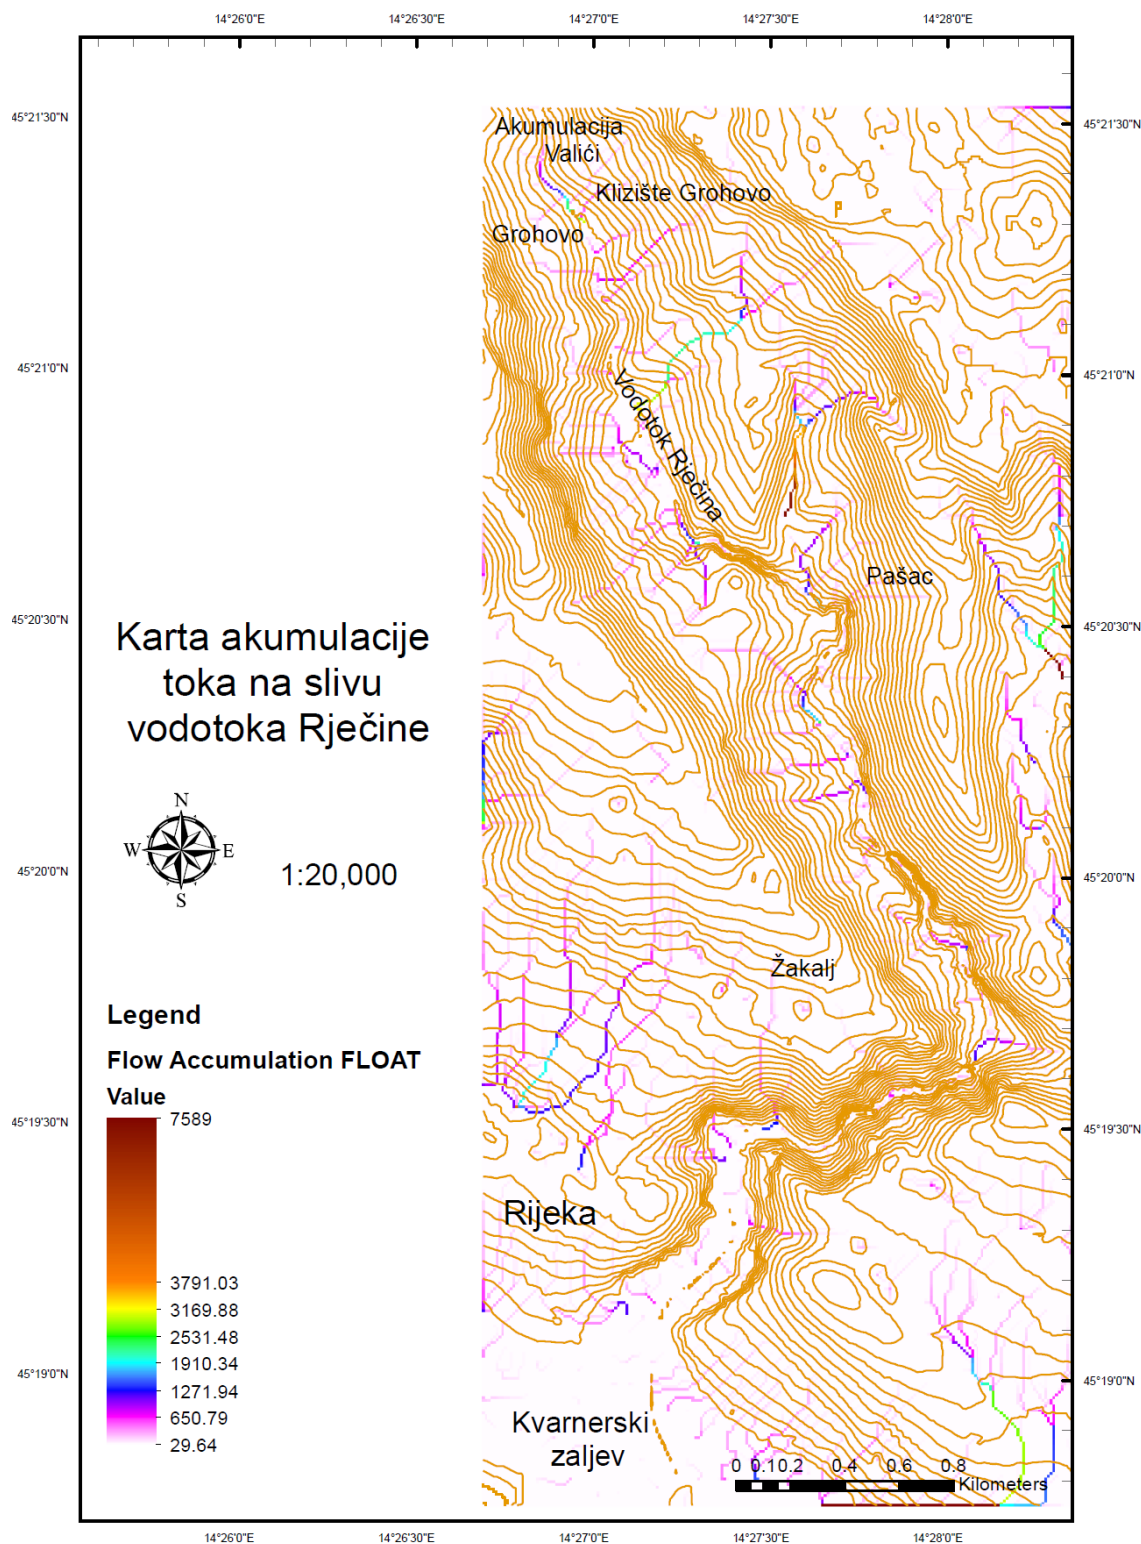 14°26'0"E
14°26'30"E
14°27'0"E
14°27'30"E
14°28'0"E
45°21'30"N
45°21'30"N
Akumulacija
Valići
Klizište Grohovo
Grohovo
45°21'0"N
45°21'0"N
Vodotok Rječina
Pašac
45°20'30"N
45°20'30"N
Karta akumulacije
toka na slivu
vodotoka Rječine
N
W
E
S
1:20,000
45°20'0"N
45°20'0"N
Žakalj
Legend
Flow Accumulation FLOAT
Value
7589
3791.03
3169.88
2531.48
1910.34
1271.94
650.79
29.64
45°19'30"N
45°19'30"N
Rijeka
45°19'0"N
45°19'0"N
Kvarnerski
zaljev
0 0.10.2 0.4 0.6 0.8
Kilometers
14°26'0"E
14°26'30"E
14°27'0"E
14°27'30"E
14°28'0"E